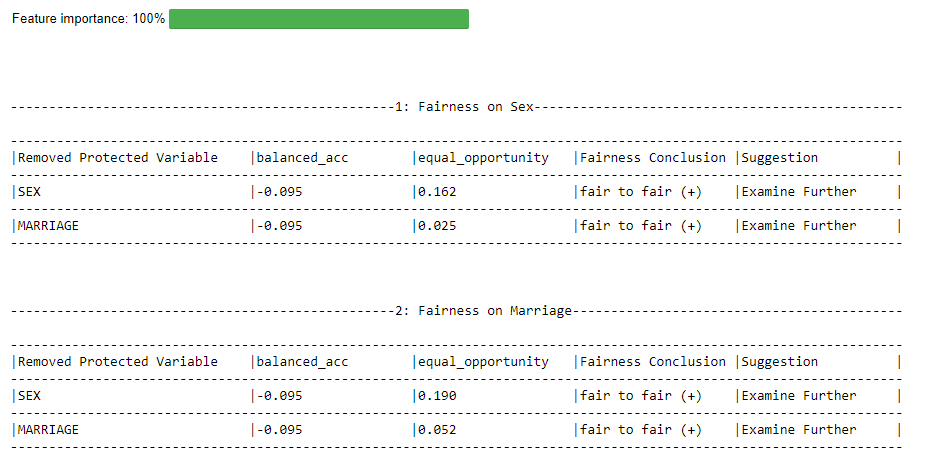 Feature importance: 100%
--------------------------------------------------1: Fairness on Sex------------------------------------------------
--------------------------------------------------------------------------------------------------------------------
|Removed Protected Variable    |balanced_acc        |equal_opportunity   |Fairness Conclusion |Suggestion          |
--------------------------------------------------------------------------------------------------------------------
|SEX                           |-0.095              |0.162               |fair to fair (+)    |Examine Further     |
--------------------------------------------------------------------------------------------------------------------
|MARRIAGE                      |-0.095              |0.025               |fair to fair (+)    |Examine Further     |
--------------------------------------------------------------------------------------------------------------------
--------------------------------------------------2: Fairness on Marriage-------------------------------------------
--------------------------------------------------------------------------------------------------------------------
|Removed Protected Variable    |balanced_acc        |equal_opportunity   |Fairness Conclusion |Suggestion          |
--------------------------------------------------------------------------------------------------------------------
|SEX                           |-0.095              |0.190               |fair to fair (+)    |Examine Further     |
--------------------------------------------------------------------------------------------------------------------
|MARRIAGE                      |-0.095              |0.052               |fair to fair (+)    |Examine Further     |
--------------------------------------------------------------------------------------------------------------------